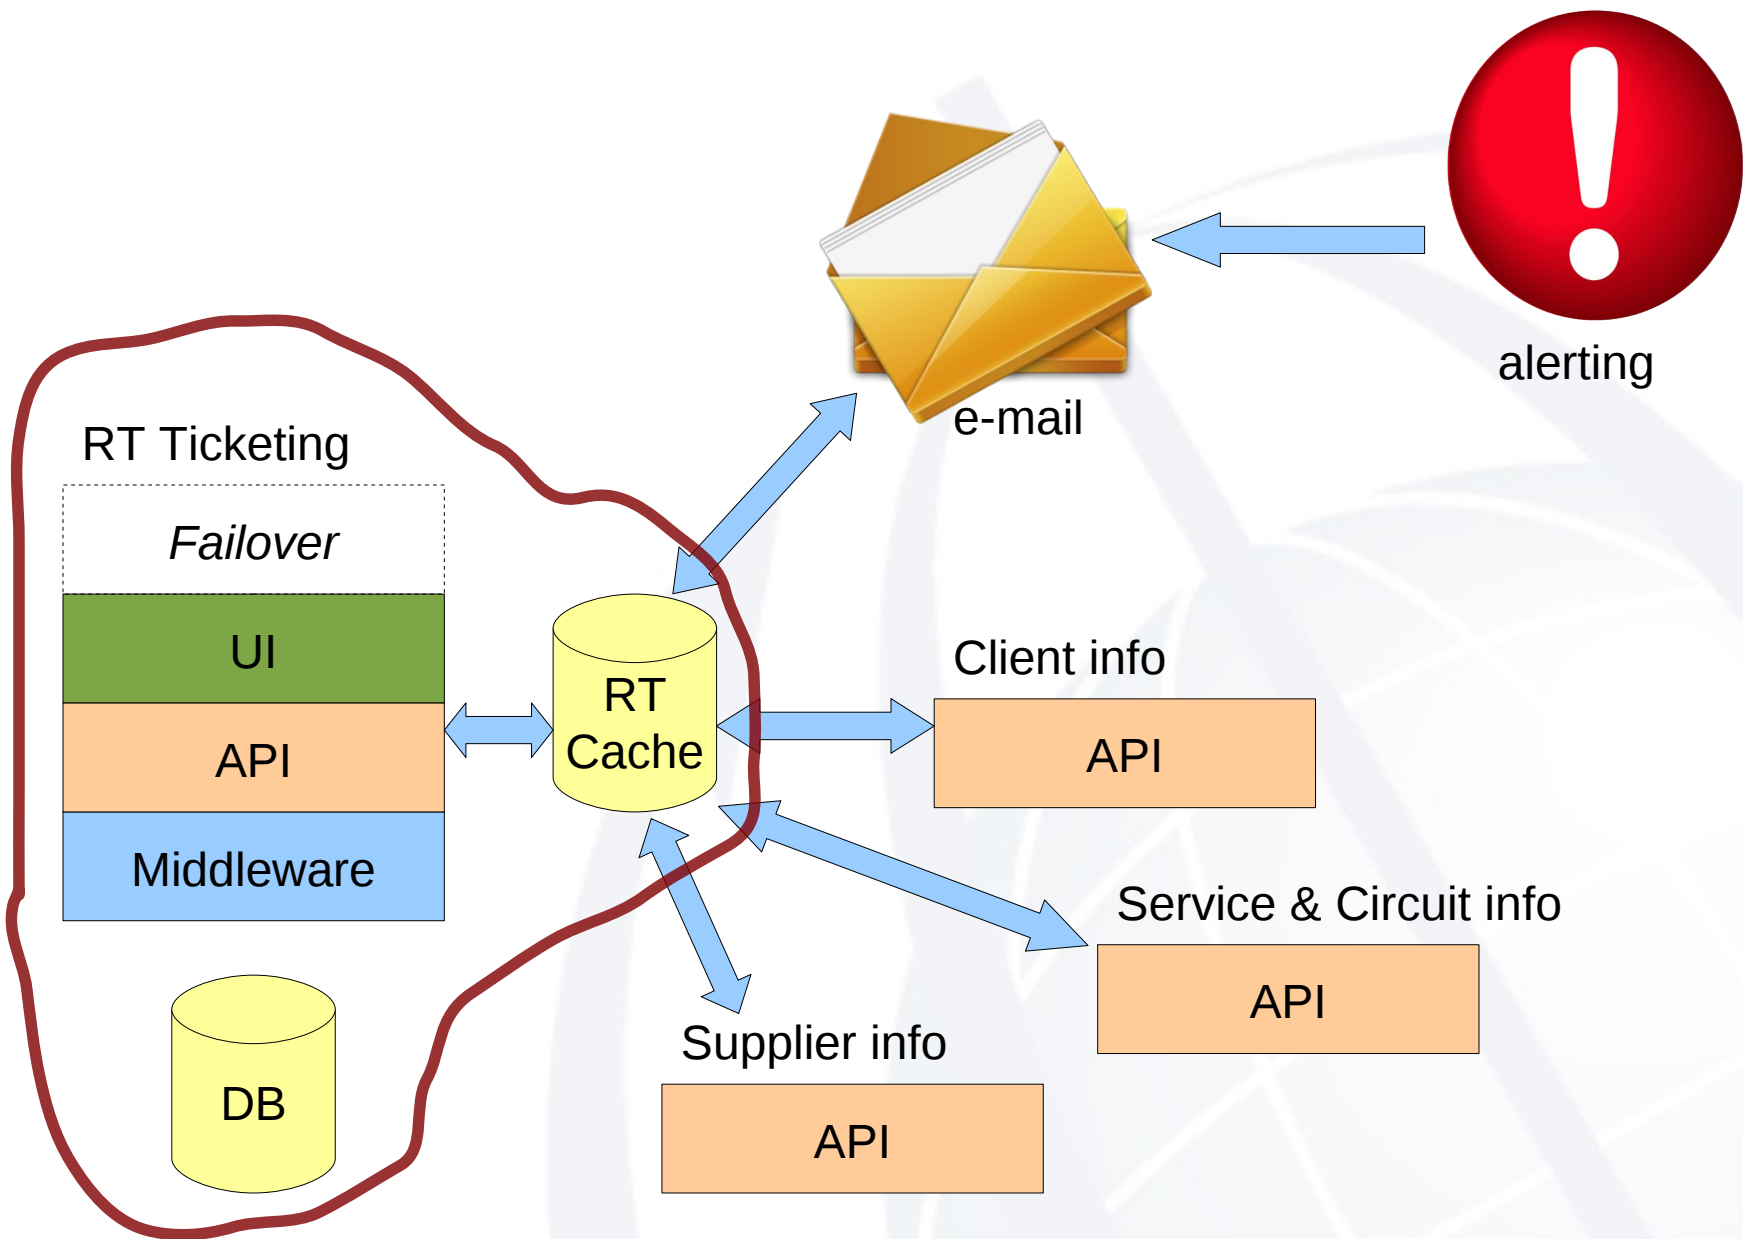 alerting
e-mail
RT Ticketing
Failover
UI
API
Middleware
DB
RT
Cache
Client info
API
Service & Circuit info
API
Supplier info
API